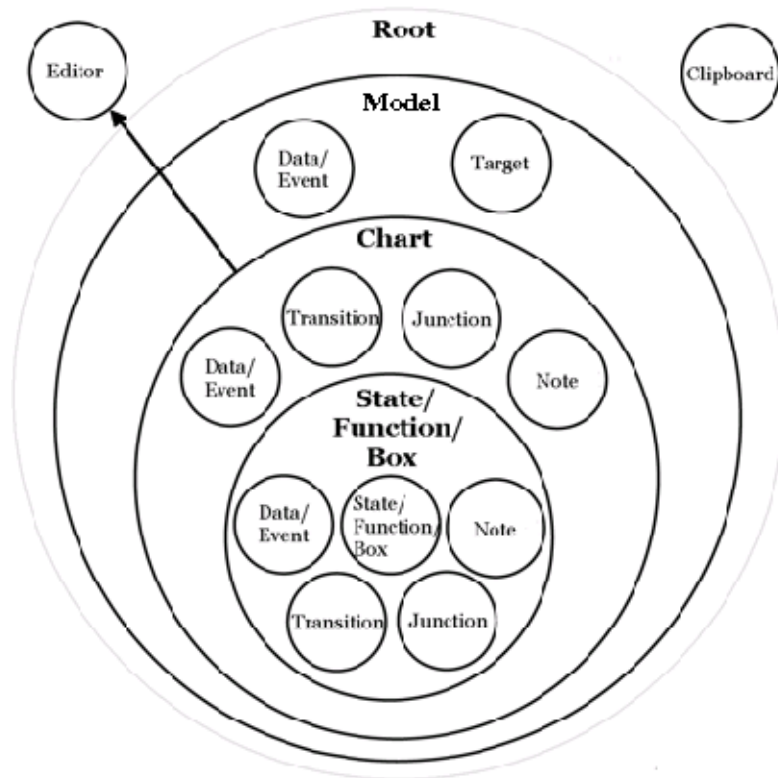 Root
Editor
Clipboard
Model
Data/
Event
Target
Chart
Transition
Junction
Data/
Event
Note
State/
Function/
Box
Data/
Event
State/
Function/
Box
Note
Transition
Junction